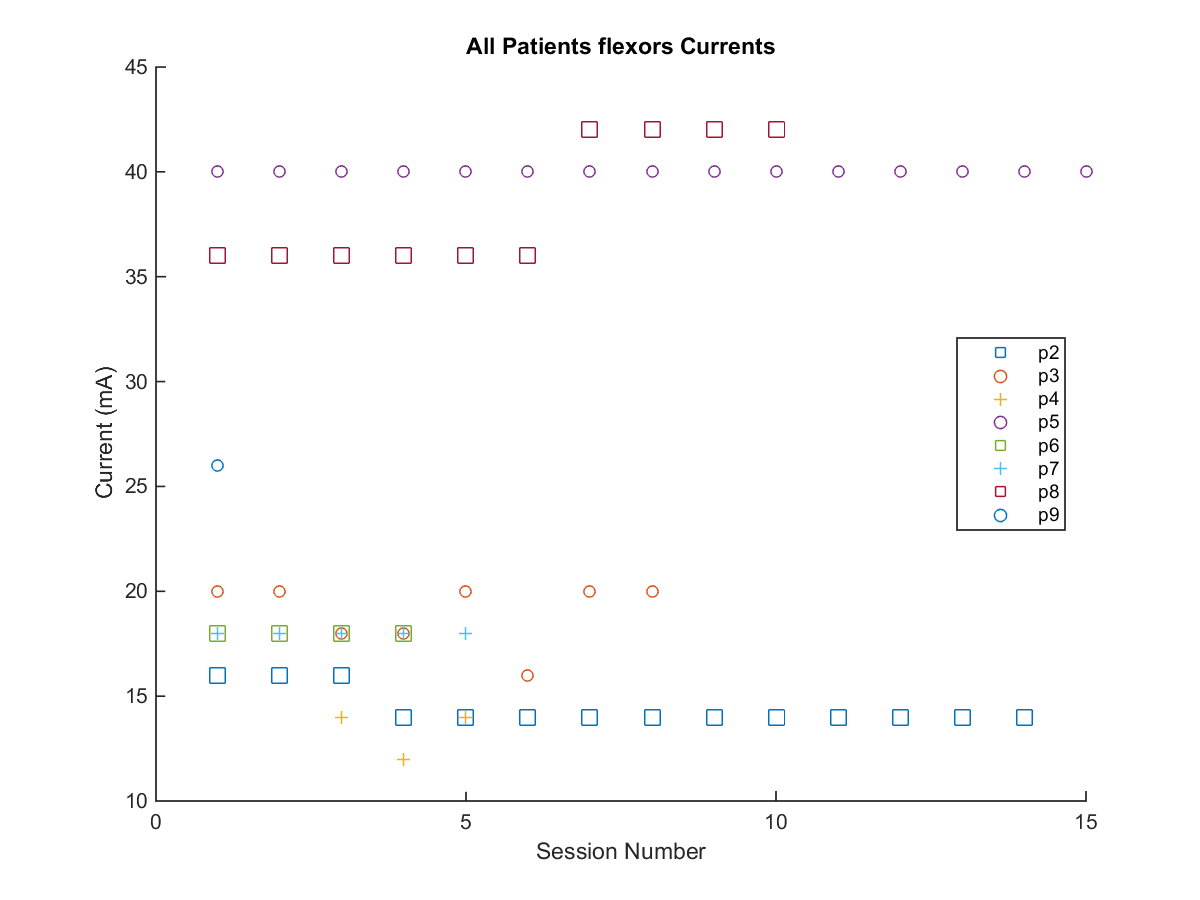 All Patients flexors Currents
45
40
35
30
25
20
15
10
Current (mA)
0
5
10
15
Session Number
p2
p3
p4
p5
p6
p7
p8
p9